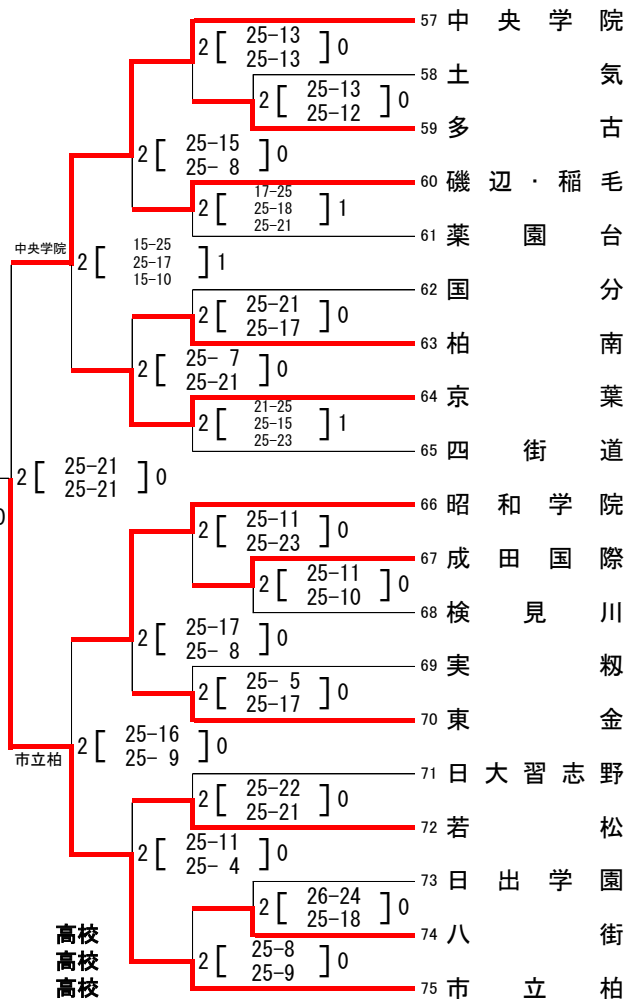 57 中央学院
2 [ 25-13 25-13 ] 0
58 土気
2 [ 25-13 25-12 ] 0
59 多古
2 [ 25-15 25- 8 ] 0
60 磯辺・稲毛
2 [ 17-25 25-18 25-21 ] 1
61 薬園台
中央学院
2 [ 15-25 25-17 15-10 ] 1
62 国分
2 [ 25-21 25-17 ] 0
63 柏南
2 [ 25- 7 25-21 ] 0
64 京葉
2 [ 21-25 25-15 25-23 ] 1
65 四街道
2 [ 25-21 25-21 ] 0
66 昭和学院
0
2 [ 25-11 25-23 ] 0
67 成田国際
2 [ 25-11 25-10 ] 0
68 検見川
2 [ 25-17 25- 8 ] 0
69 実籾
2 [ 25- 5 25-17 ] 0
70 東金
市立柏
2 [ 25-16 25- 9 ] 0
71 日大習志野
2 [ 25-22 25-21 ] 0
72 若松
2 [ 25-11 25- 4 ] 0
73 日出学園
2 [ 26-24 25-18 ] 0
74 八街
高校
高校
2 [ 25-8 25-9 ] 0
高校
75 市立柏